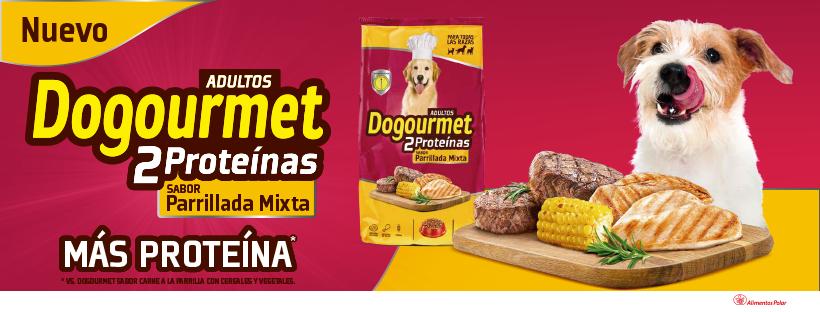 Nuevo
ADULTOS
Dogourmet
2 Proteínas
SABOR
Parrillada Mixta
MÁS PROTEÍNA*
* VS. DOGOURMET SABOR CARNE A LA PARRILLA CON CEREALES Y VEGETALES.
PARA TODAS
LAS RAZAS
ADULTOS
Dogourmet
2 Proteínas
SABOR
Parrillada Mixta
Alimentos Polar